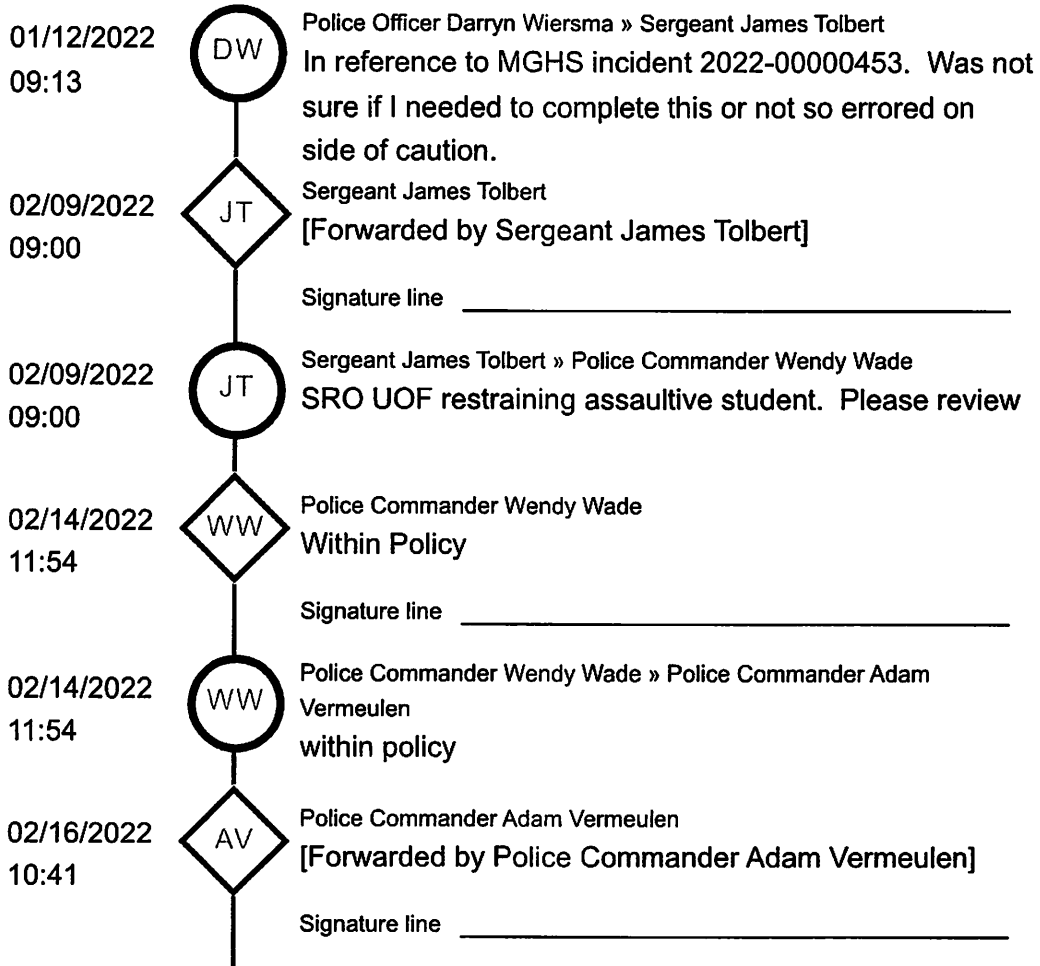 01/12/2022
09:13
DW
Police Officer Darryn Wiersma » Sergeant James Tolbert
In reference to MGHS incident 2022-00000453. Was not
sure if I needed to complete this or not so errored on
side of caution.
02/09/2022
09:00
JT
Sergeant James Tolbert
[Forwarded by Sergeant James Tolbert]
Signature line
02/09/2022
09:00
JT
Sergeant James Tolbert » Police Commander Wendy Wade
SRO UOF restraining assaultive student. Please review
02/14/2022
11:54
WW
Police Commander Wendy Wade
Within Policy
Signature line
02/14/2022
11:54
WW
Police Commander Wendy Wade » Police Commander Adam
Vermeulen
within policy
02/16/2022
10:41
AV
Police Commander Adam Vermeulen
[Forwarded by Police Commander Adam Vermeulen]
Signature line